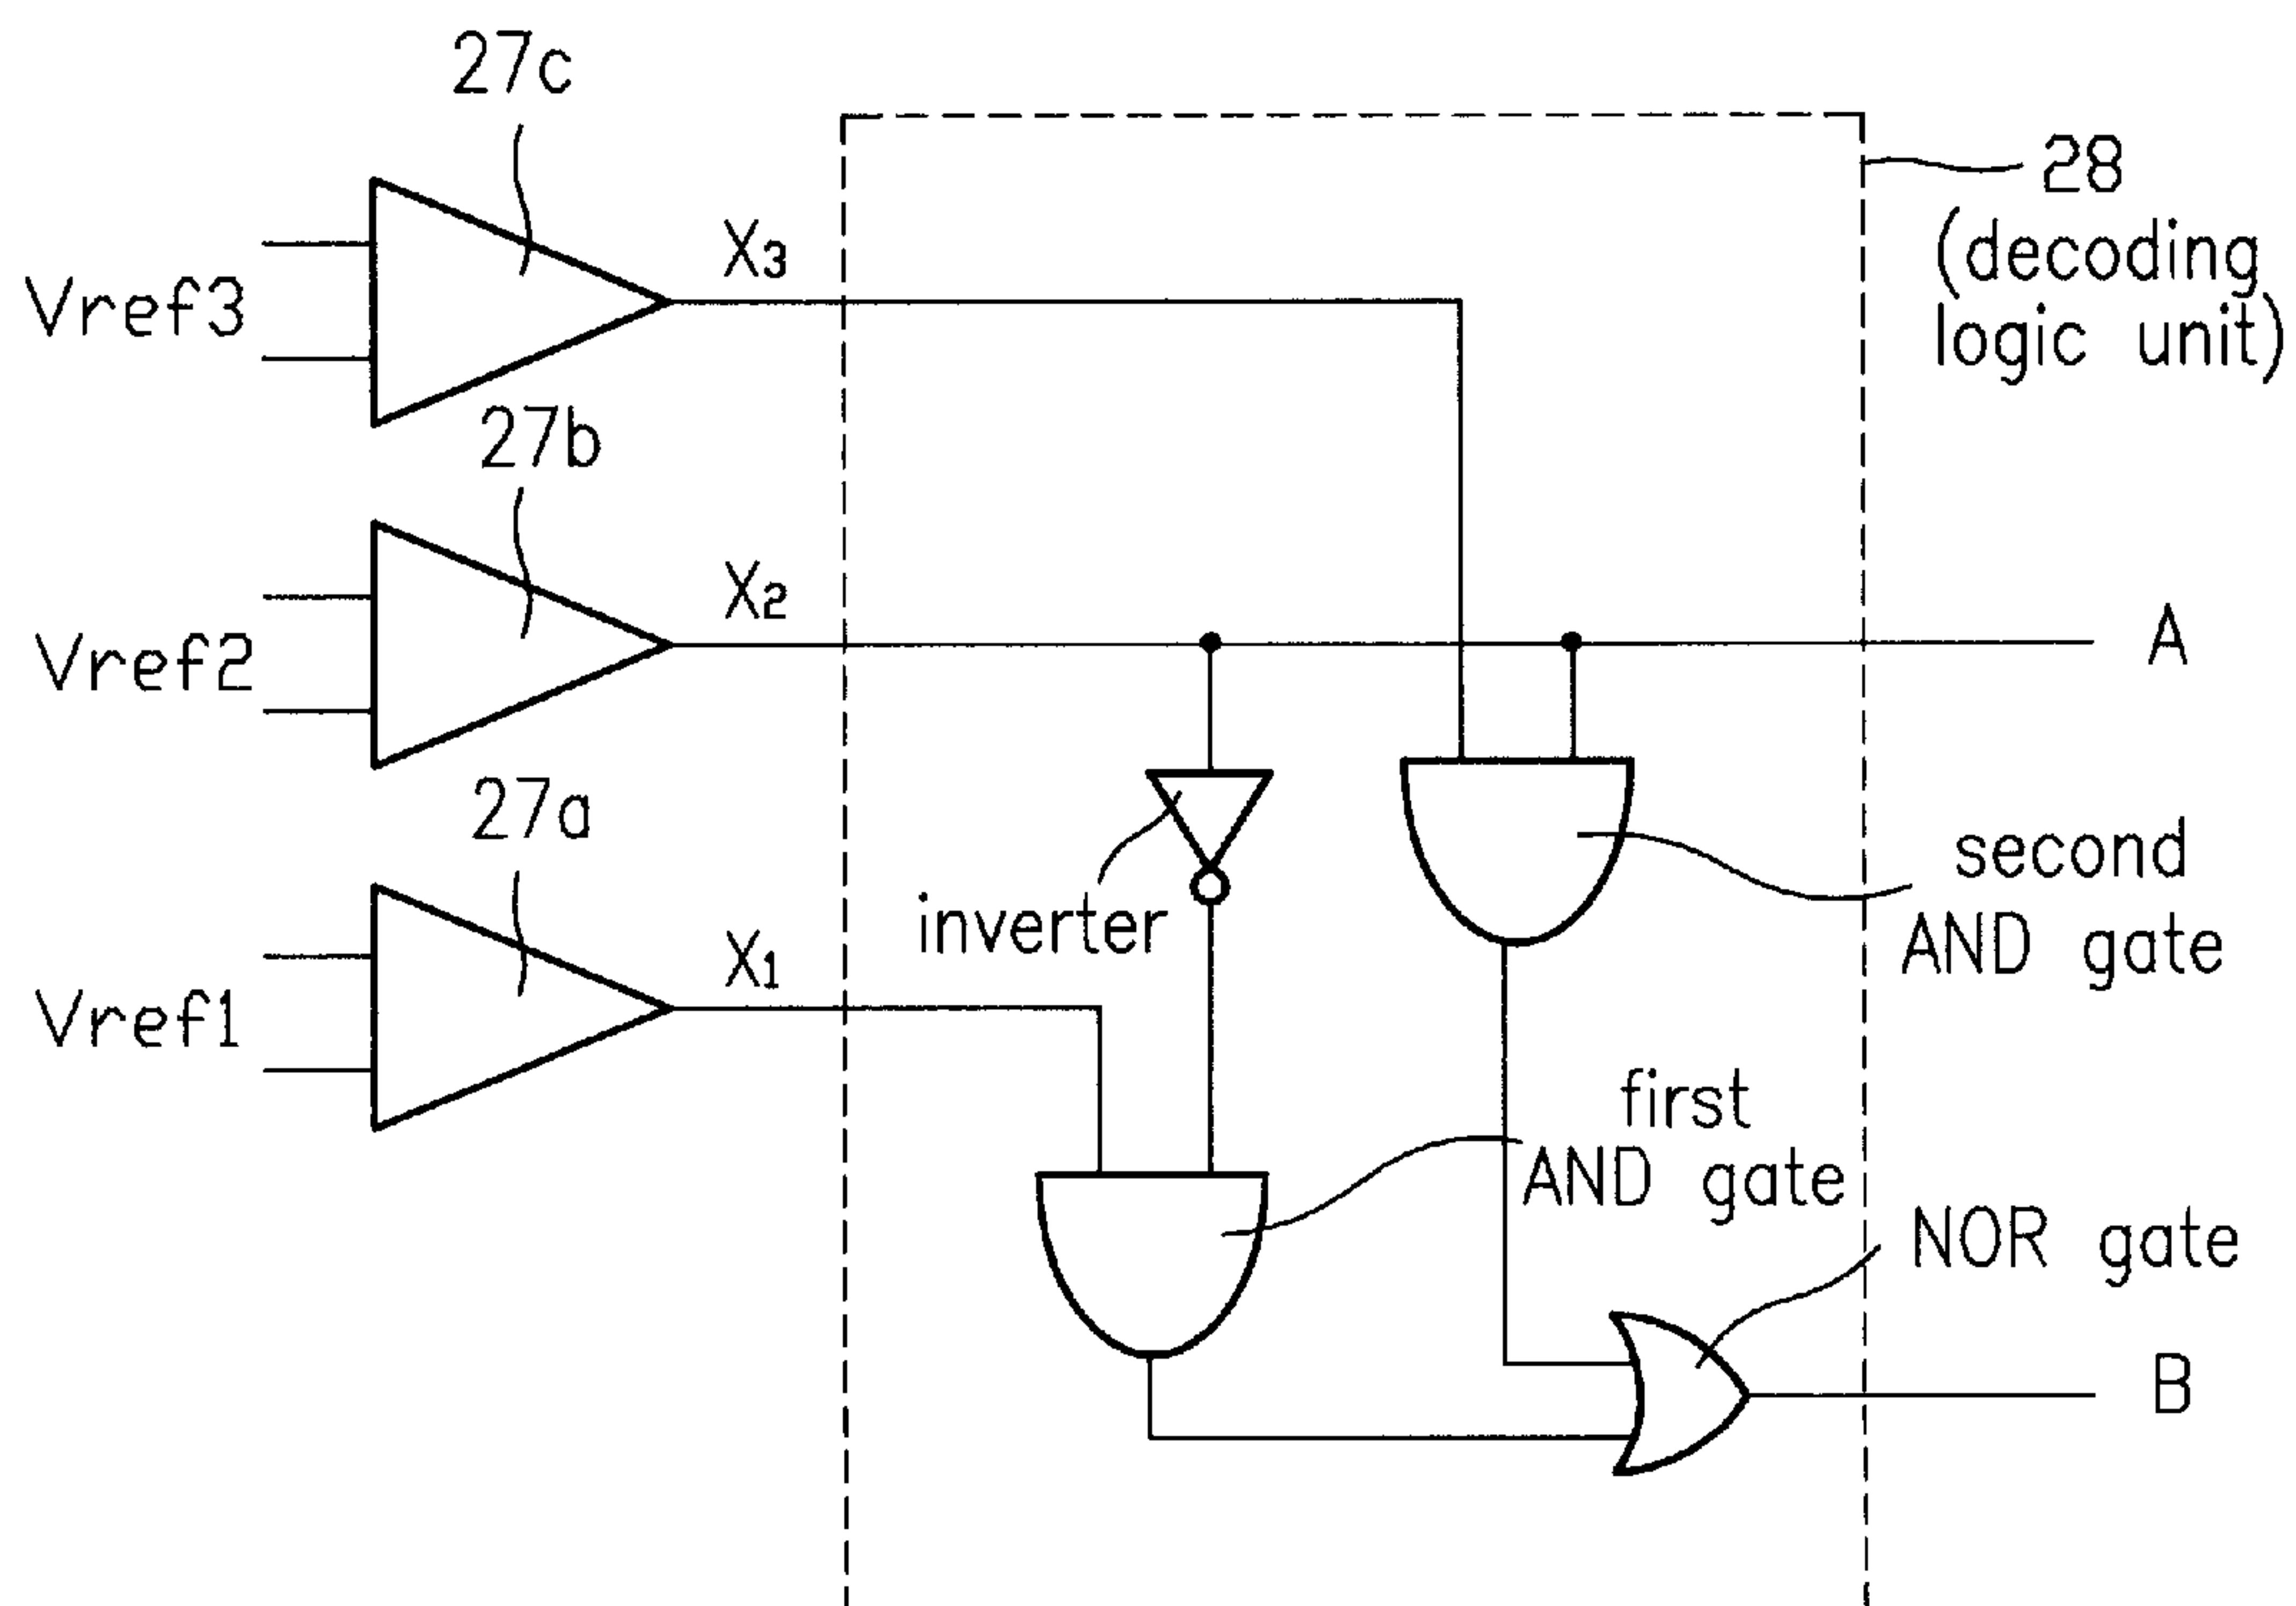 27c
28
(decoding
logic unit)
X3
Vref3
27b
X2
A
Vref2
27a
second
AND gate
inverter
X1
Vref1
first
AND gate
NOR gate
B